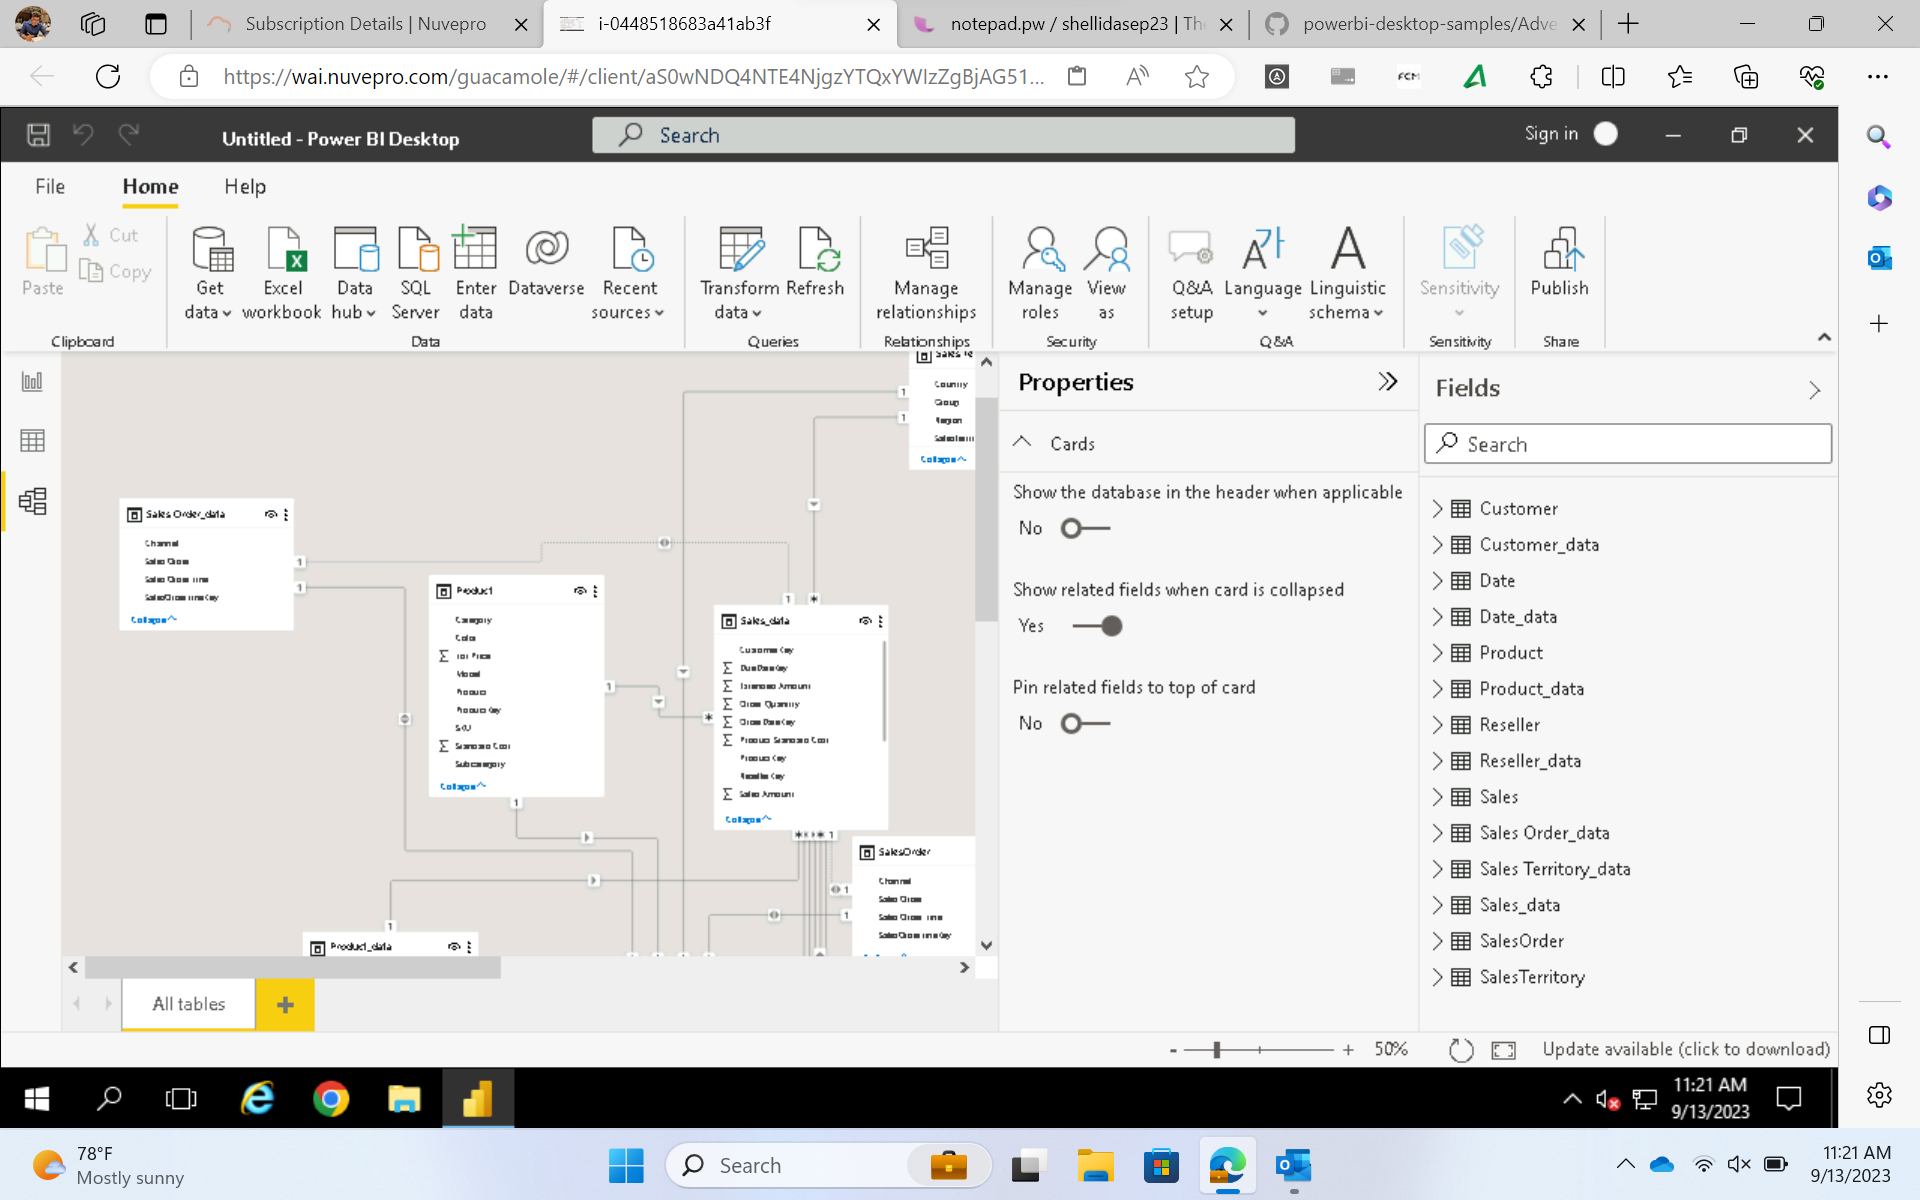 Subscription Details | Nuvepro
i-0448518683a41ab3f
notepad.pw / shellidasep23 | The
powerbi-desktop-samples/Adve
https://wai.nuvepro.com/guacamole/#/client/aS0wNDQ4NTE4NjgzYTQxYWIzZgBjAG51...
Untitled - Power BI Desktop
Search
Sign in
File
Home
Help
Paste
Cut
Copy
Get data
Excel workbook
Data hub
SQL Server
Enter data
Dataverse
Recent sources
Transform data
Refresh
Manage relationships
Manage roles
View as
Q&A setup
Language
Linguistic schema
Sensitivity
Publish
Clipboard
Data
Queries
Relationships
Security
Q&A
Sensitivity
Share
Country
Group
Region
Collapse
Sales Order_data
Channel
Sales Order
Sales Order Line
SalesOrderLineKey
Collapse
Product
Category
Color
List Price
Model
Product
Product Key
SKU
Standard Cost
Subcategory
Collapse
Sales_data
CustomerKey
DueDateKey
Extended Amount
Order Quantity
Order DateKey
Product Standard Cost
Product Key
Reseller Key
Sales Amount
Collapse
SalesOrder
Channel
Sales Order
Sales Order Line
SalesOrderLineKey
Product_data
All tables
Properties
Cards
Show the database in the header when applicable
No
Show related fields when card is collapsed
Yes
Pin related fields to top of card
No
Fields
Search
Customer
Customer_data
Date
Date_data
Product
Product_data
Reseller
Reseller_data
Sales
Sales Order_data
Sales Territory_data
Sales_data
SalesOrder
SalesTerritory
- + 50%
Update available (click to download)
11:21 AM
9/13/2023
78°F
Mostly sunny
Search
11:21 AM
9/13/2023